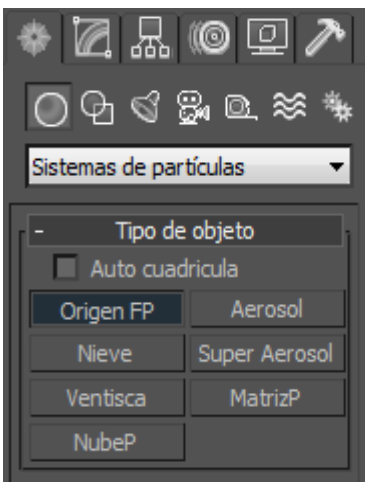 Sistemas de partículas
- Tipo de objeto
Auto cuadricula
Origen FP Aerosol
Nieve Super Aerosol
Ventisca MatrizP
NubeP